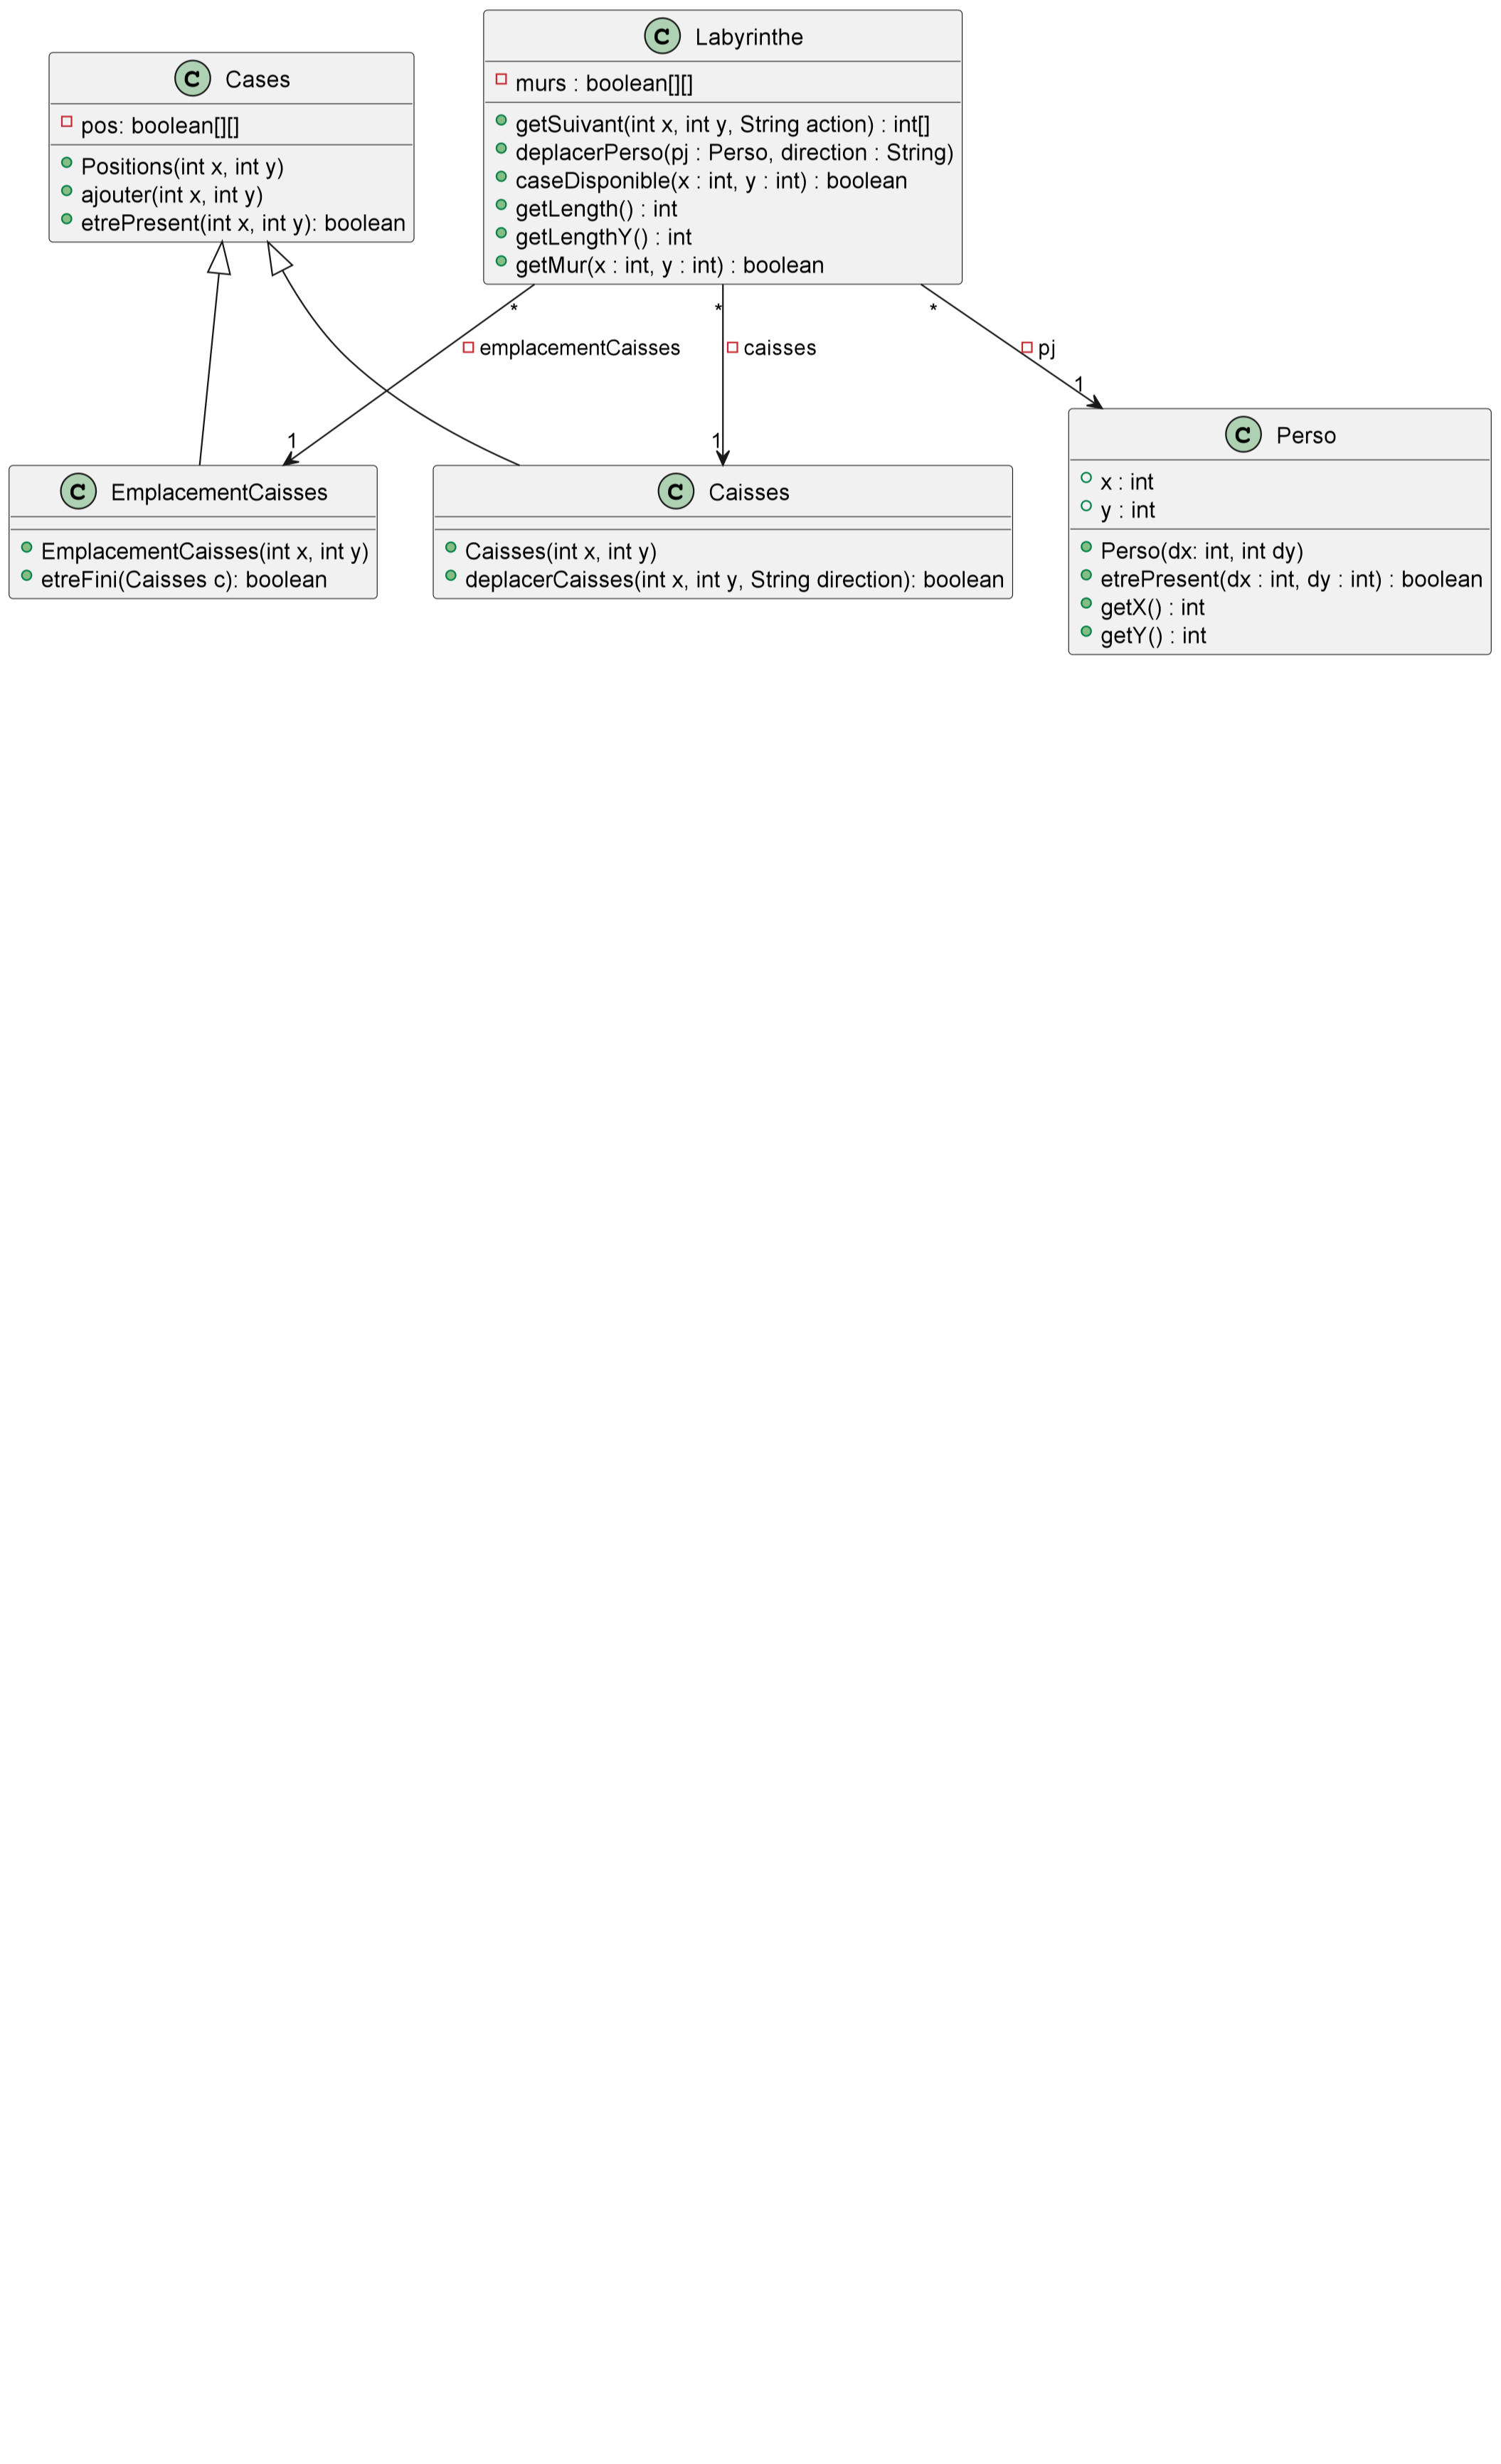 C Cases
pos: boolean[][]
Positions(int x, int y)
ajouter(int x, int y)
etrePresent(int x, int y): boolean
C Labyrinthe
murs : boolean[][]
getSuivant(int x, int y, String action) : int[]
deplacerPerso(pj : Perso, direction : String)
caseDisponible(x : int, y : int) : boolean
getLength() : int
getLengthY() : int
getMur(x : int, y : int) : boolean
* * *
emplacementCaisses
caisses
pj
1 1 1
C EmplacementCaisses
EmplacementCaisses(int x, int y)
etreFini(Caisses c): boolean
C Caisses
Caisses(int x, int y)
deplacerCaisses(int x, int y, String direction): boolean
C Perso
x : int
y : int
Perso(dx: int, int dy)
etrePresent(dx : int, dy : int) : boolean
getX() : int
getY() : int